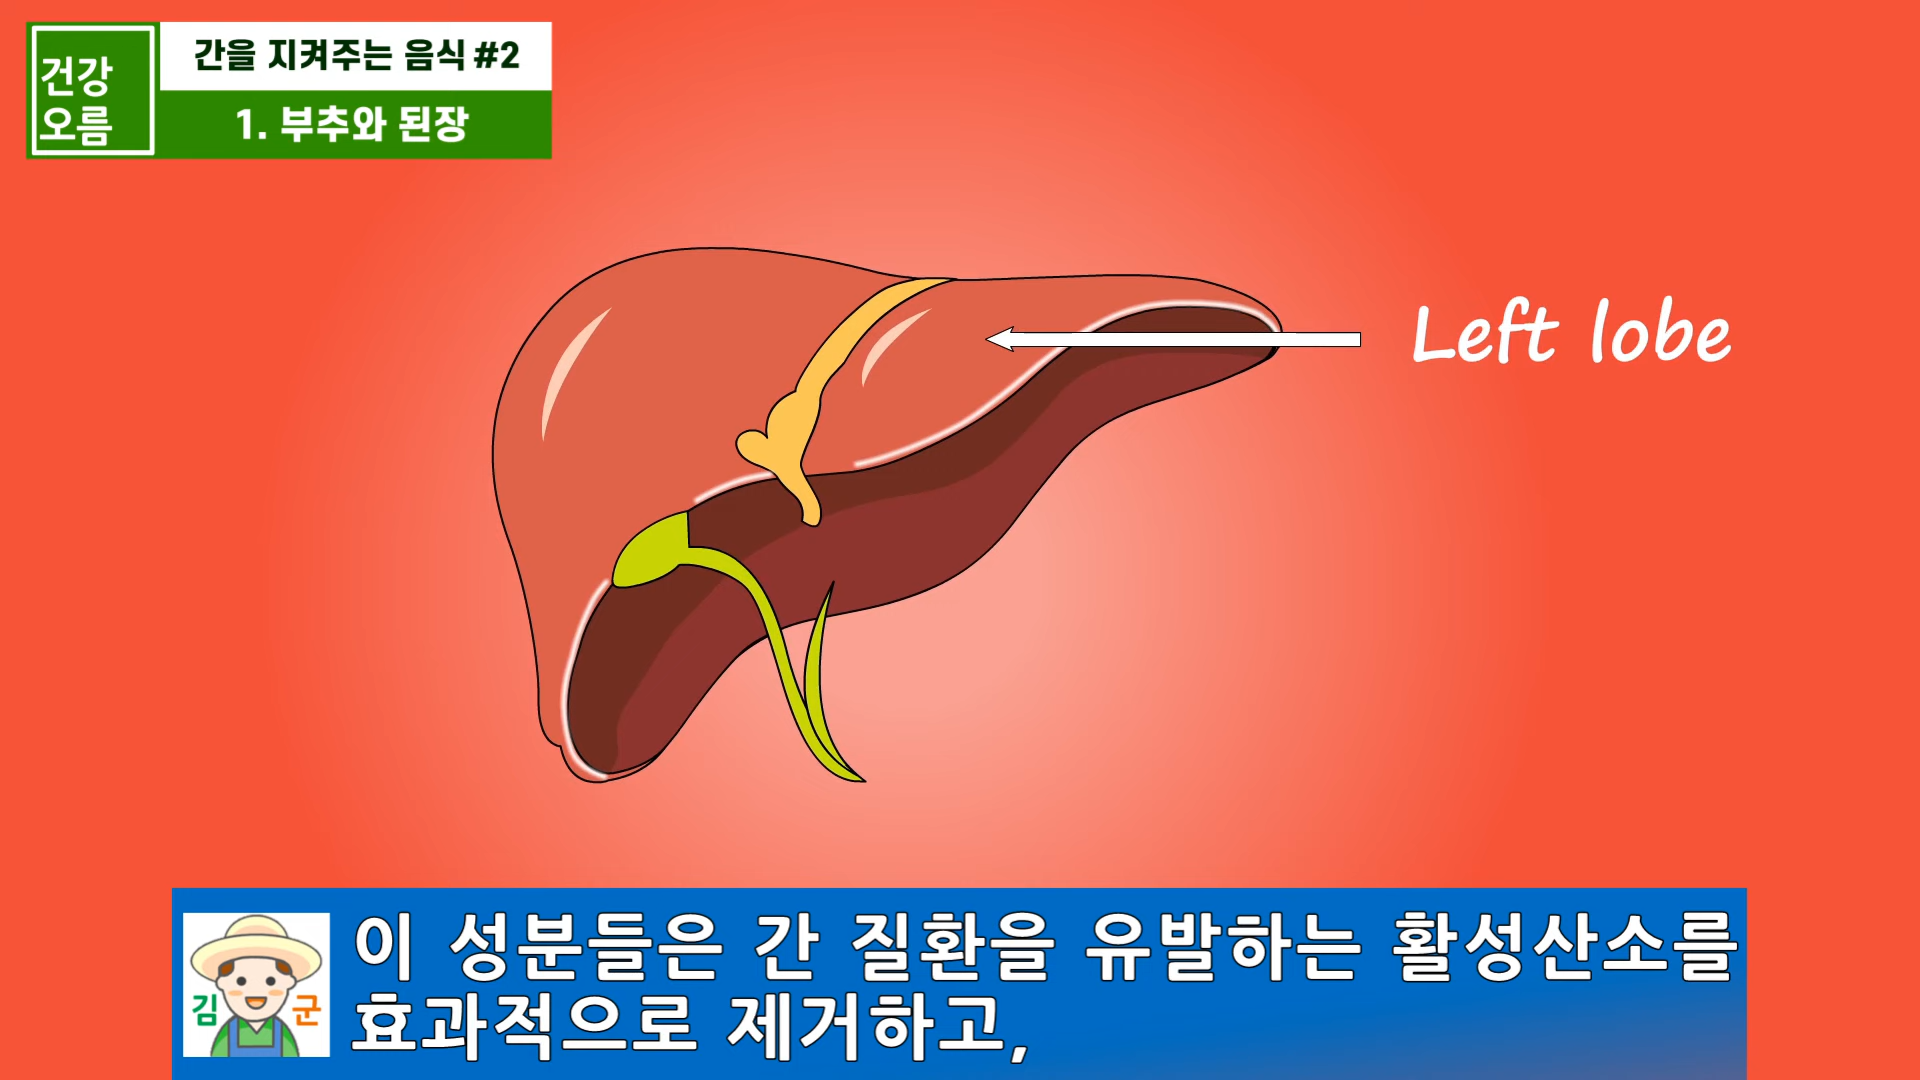 건강
오름
간을 지켜주는 음식 #2
1. 부추와 된장
Left lobe
김 군
이 성분들은 간 질환을 유발하는 활성산소를
효과적으로 제거하고,